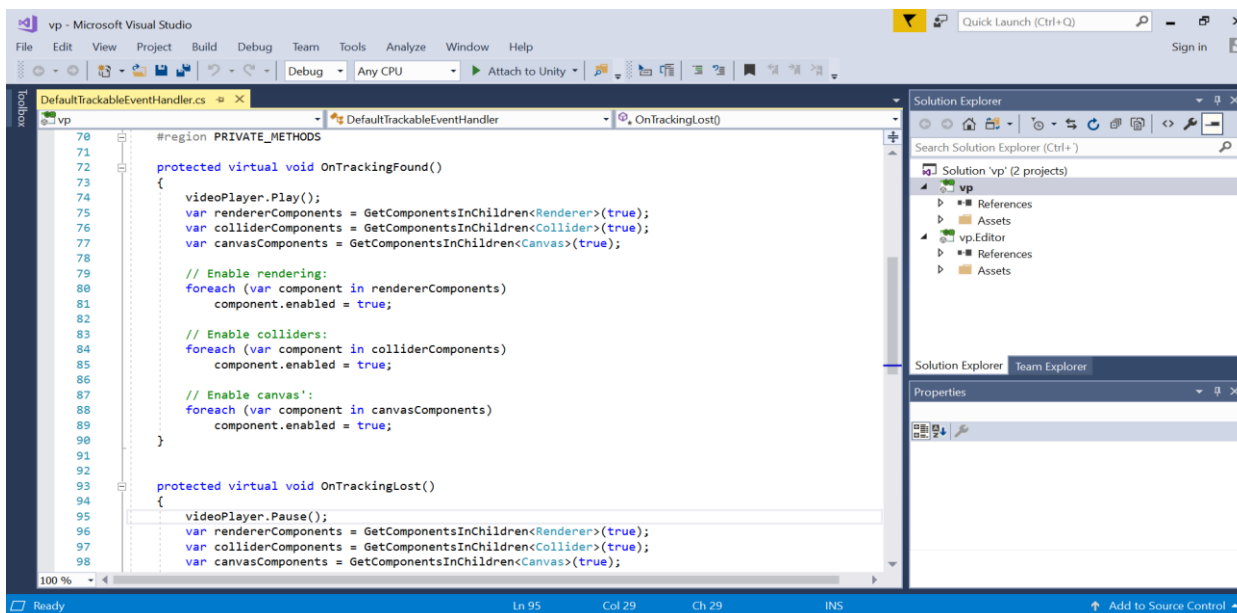 vp - Microsoft Visual Studio
Quick Launch (Ctrl+Q)
File Edit View Project Build Debug Team Tools Analyze Window Help
Sign in
Debug Any CPU Attach to Unity
Toolbox
DefaultTrackableEventHandler.cs
vp DefaultTrackableEventHandler OnTrackingLost()
70 #region PRIVATE_METHODS
71
72 protected virtual void OnTrackingFound()
73 {
74 videoPlayer.Play();
75 var rendererComponents = GetComponentsInChildren<Renderer>(true);
76 var colliderComponents = GetComponentsInChildren<Collider>(true);
77 var canvasComponents = GetComponentsInChildren<Canvas>(true);
78
79 // Enable rendering:
80 foreach (var component in rendererComponents)
81 component.enabled = true;
82
83 // Enable colliders:
84 foreach (var component in colliderComponents)
85 component.enabled = true;
86
87 // Enable canvas':
88 foreach (var component in canvasComponents)
89 component.enabled = true;
90 }
91
92
93 protected virtual void OnTrackingLost()
94 {
95 videoPlayer.Pause();
96 var rendererComponents = GetComponentsInChildren<Renderer>(true);
97 var colliderComponents = GetComponentsInChildren<Collider>(true);
98 var canvasComponents = GetComponentsInChildren<Canvas>(true);
100 %
Solution Explorer
Search Solution Explorer (Ctrl+`)
Solution 'vp' (2 projects)
vp
References
Assets
vp.Editor
References
Assets
Solution Explorer Team Explorer
Properties
Ready Ln 95 Col 29 Ch 29 INS Add to Source Control